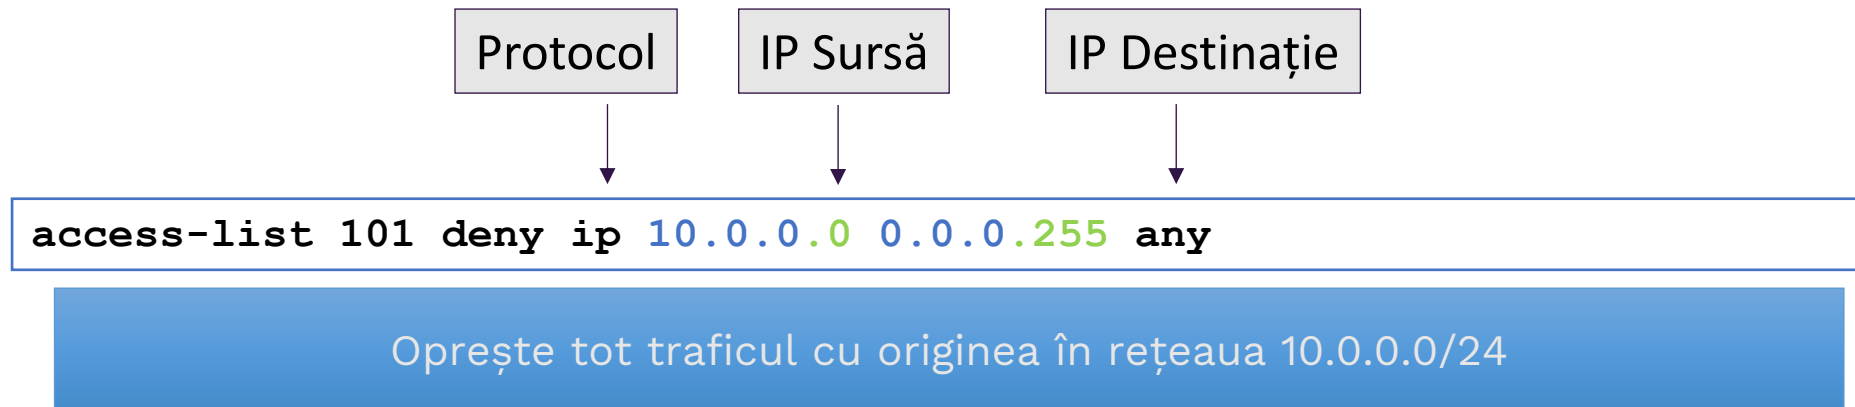 Protocol IP Sursă IP Destinație
access-list 101 deny ip 10.0.0.0 0.0.0.255 any
Oprește tot traficul cu originea în rețeaua 10.0.0.0/24